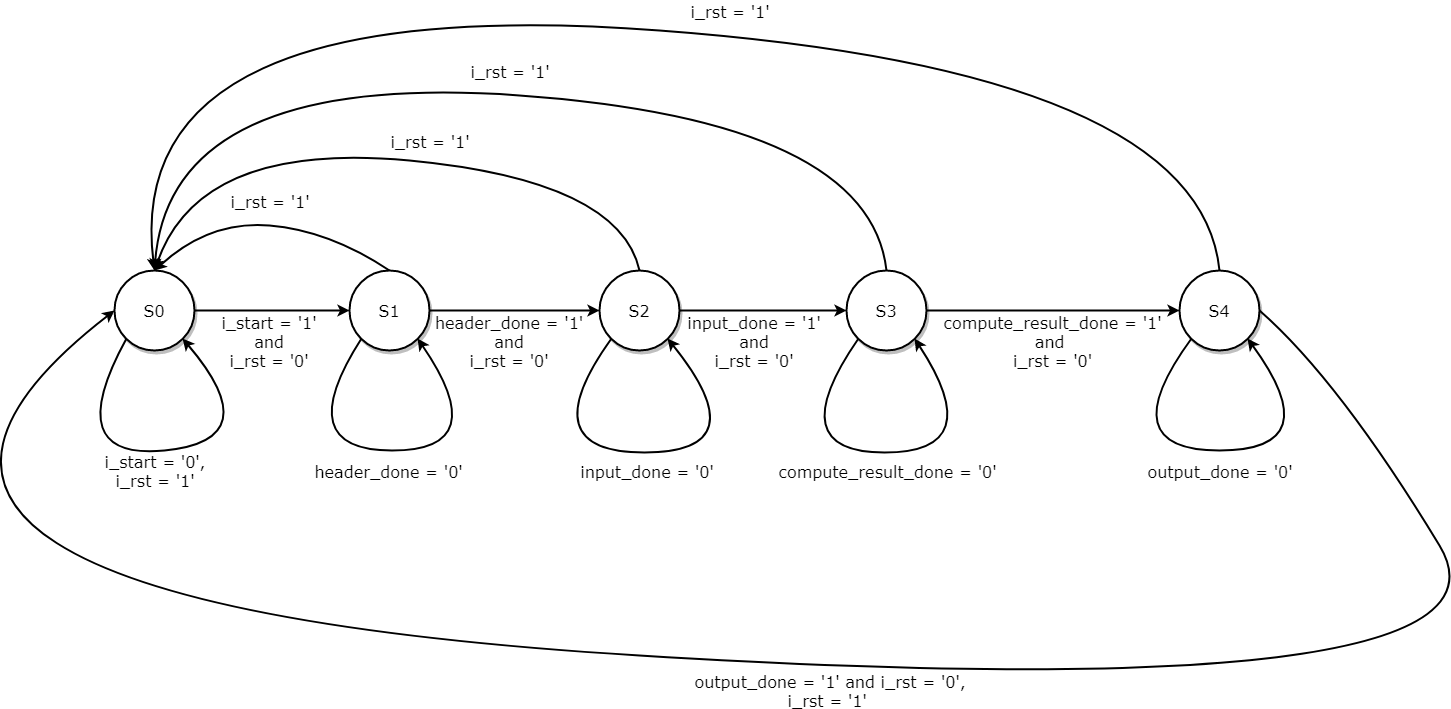 i_rst = '1'
i_rst = '1'
i_rst = '1'
i_rst = '1'
S0
S1
S2
S3
S4
i_start = '1'
and
i_rst = '0'
header_done = '1'
and
i_rst = '0'
input_done = '1'
and
i_rst = '0'
compute_result_done = '1'
and
i_rst = '0'
i_start = '0',
i_rst = '1'
header_done = '0'
input_done = '0'
compute_result_done = '0'
output_done = '0'
output_done = '1' and i_rst = '0',
i_rst = '1'